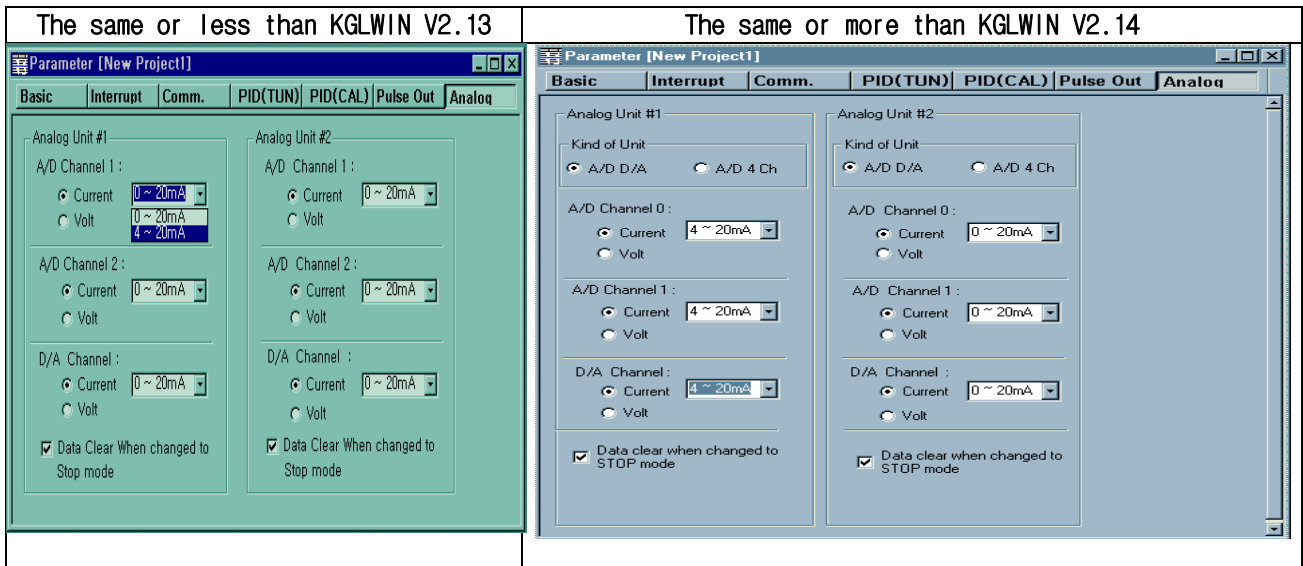 The same or less than KGLWIN V2.13
Parameter [New Project1]
Basic Interrupt Comm. PID(TUN) PID(CAL) Pulse Out Analog
Analog Unit #1
A/D Channel 1 :
Current 0 ~ 20mA
0 ~ 20mA
Volt
4 ~ 20mA
A/D Channel 2 :
Current 0 ~ 20mA
Volt
D/A Channel :
Current 0 ~ 20mA
Volt
Data Clear When changed to
Stop mode
Analog Unit #2
A/D Channel 1 :
Current 0 ~ 20mA
Volt
A/D Channel 2 :
Current 0 ~ 20mA
Volt
D/A Channel :
Current 0 ~ 20mA
Volt
Data Clear When changed to
Stop mode
The same or more than KGLWIN V2.14
Parameter [New Project1]
Basic Interrupt Comm. PID(TUN) PID(CAL) Pulse Out Analog
Analog Unit #1
Kind of Unit
A/D D/A A/D 4 Ch
A/D Channel 0 :
Current 4 ~ 20mA
Volt
A/D Channel 1 :
Current 4 ~ 20mA
Volt
D/A Channel :
Current 4 ~ 20mA
Volt
Data clear when changed to
STOP mode
Analog Unit #2
Kind of Unit
A/D D/A A/D 4 Ch
A/D Channel 0 :
Current 0 ~ 20mA
Volt
A/D Channel 1 :
Current 0 ~ 20mA
Volt
D/A Channel :
Current 0 ~ 20mA
Volt
Data clear when changed to
STOP mode